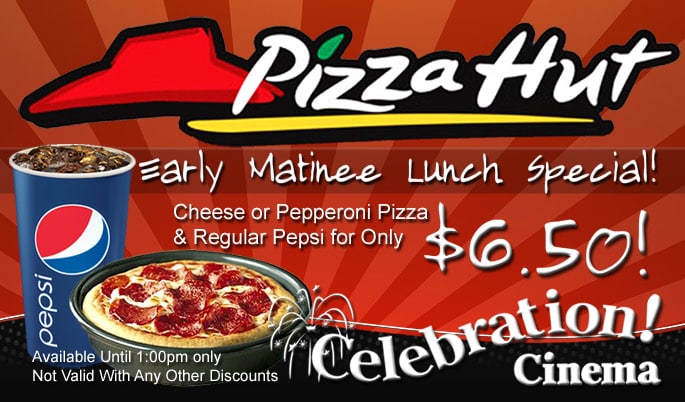 Pizza Hut
Early Matinee Lunch Special!
Cheese or Pepperoni Pizza
& Regular Pepsi for Only
$6.50!
pepsi
Celebration!
Cinema
Available Until 1:00pm only
Not Valid With Any Other Discounts